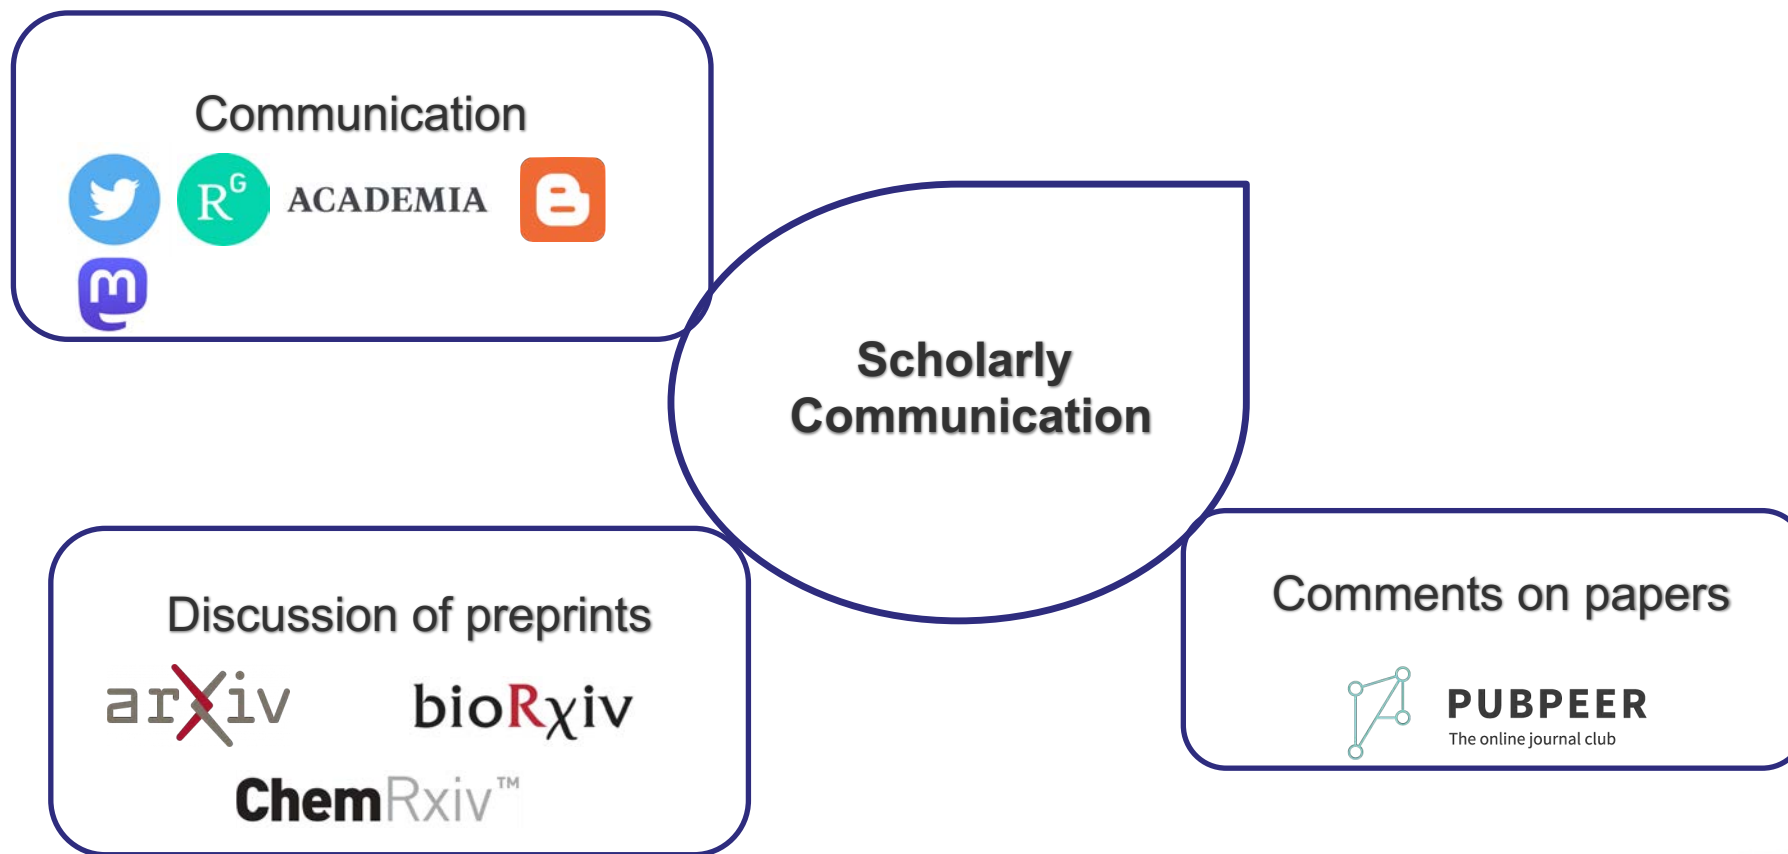 Communication
R^G ACADEMIA
m
Scholarly
Communication
Discussion of preprints
arXiv bioRχiv
ChemRxiv™
Comments on papers
PUBPEER
The online journal club